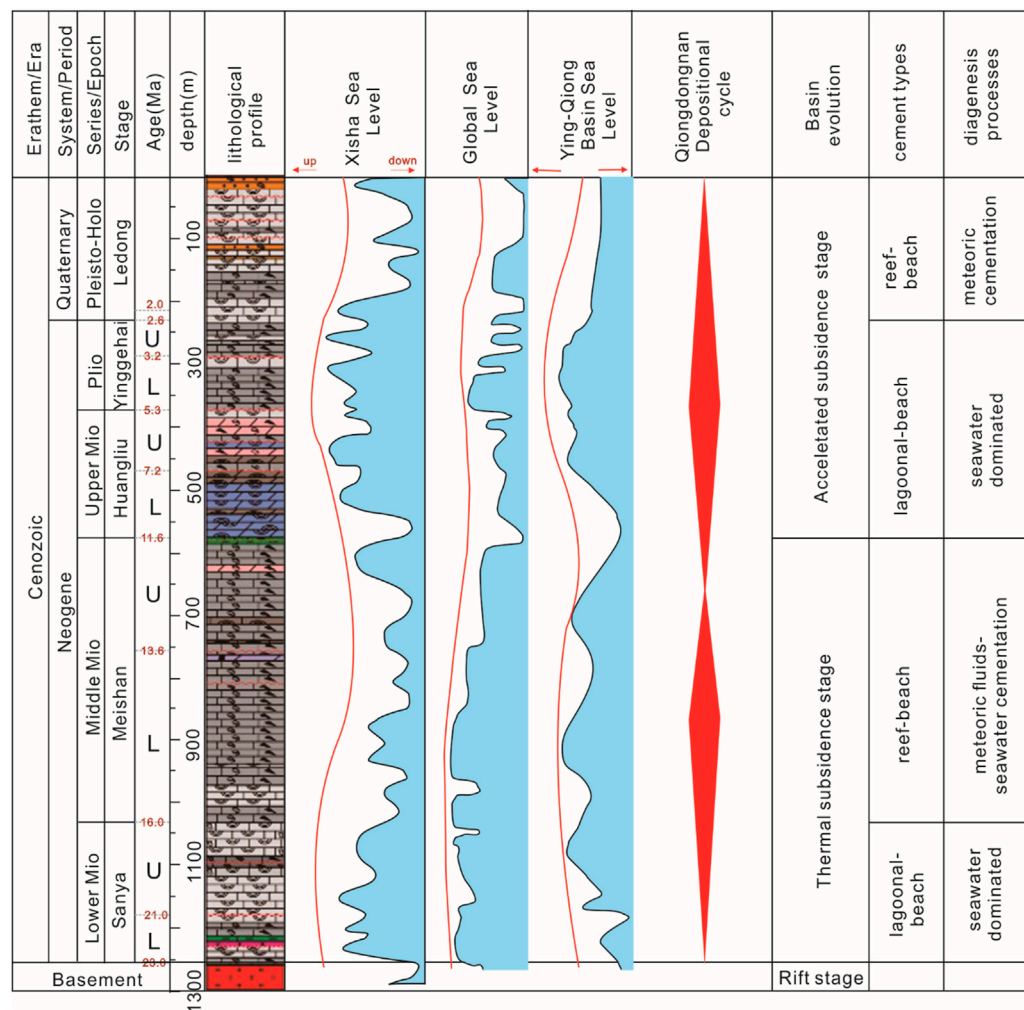 Erathem/Era
System/Period
Series/Epoch
Stage
Age(Ma)
depth(m)
lithological
profile
Xisha Sea
Level
up
down
Global Sea
Level
Ying-Qiong
Basin Sea
Level
Qiongdongnan
Depositional
cycle
Basin
evolution
cement types
diagenesis
processes
Cenozoic
Quaternary
Neogene
Pleisto-Holo
Plio
Upper Mio
Middle Mio
Lower Mio
Ledong
Yinggehai
Huangliu
Meishan
Sanya
2.0
2.6
U
3.2
L
5.3
U
7.2
L
11.6
U
13.6
L
16.0
U
21.0
L
23.0
100
300
500
700
900
1100
1300
Acceletated subsidence stage
Thermal subsidence stage
Rift stage
reef-
beach
lagoonal-beach
reef-beach
lagoonal-
beach
meteoric
cementation
seawater
dominated
meteoric fluids-
seawater cementation
seawater
dominated
Basement